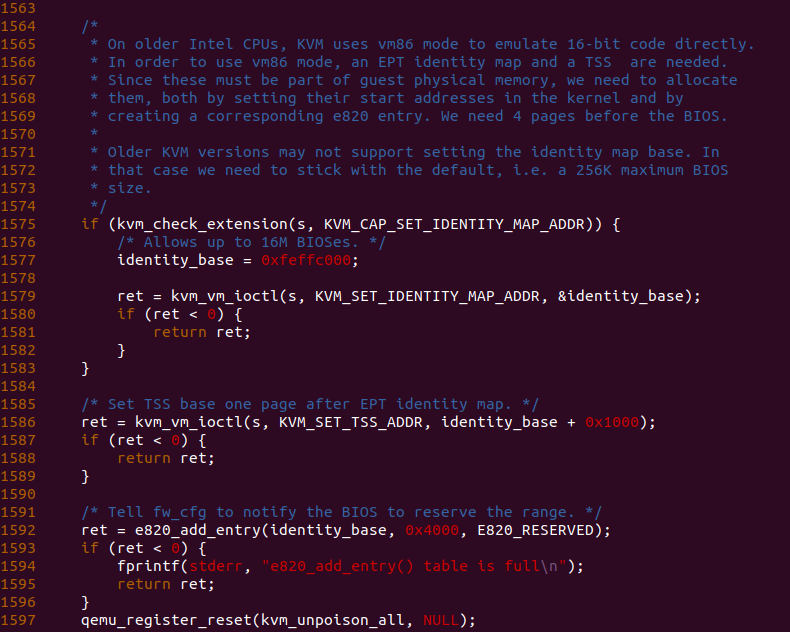 1563
1564     /*
1565      * On older Intel CPUs, KVM uses vm86 mode to emulate 16-bit code directly.
1566      * In order to use vm86 mode, an EPT identity map and a TSS  are needed.
1567      * Since these must be part of guest physical memory, we need to allocate
1568      * them, both by setting their start addresses in the kernel and by
1569      * creating a corresponding e820 entry. We need 4 pages before the BIOS.
1570      *
1571      * Older KVM versions may not support setting the identity map base. In
1572      * that case we need to stick with the default, i.e. a 256K maximum BIOS
1573      * size.
1574      */
1575     if (kvm_check_extension(s, KVM_CAP_SET_IDENTITY_MAP_ADDR)) {
1576         /* Allows up to 16M BIOSes. */
1577         identity_base = 0xfeffc000;
1578
1579         ret = kvm_vm_ioctl(s, KVM_SET_IDENTITY_MAP_ADDR, &identity_base);
1580         if (ret < 0) {
1581             return ret;
1582         }
1583     }
1584
1585     /* Set TSS base one page after EPT identity map. */
1586     ret = kvm_vm_ioctl(s, KVM_SET_TSS_ADDR, identity_base + 0x1000);
1587     if (ret < 0) {
1588         return ret;
1589     }
1590
1591     /* Tell fw_cfg to notify the BIOS to reserve the range. */
1592     ret = e820_add_entry(identity_base, 0x4000, E820_RESERVED);
1593     if (ret < 0) {
1594         fprintf(stderr, "e820_add_entry() table is full\n");
1595         return ret;
1596     }
1597     qemu_register_reset(kvm_unpoison_all, NULL);